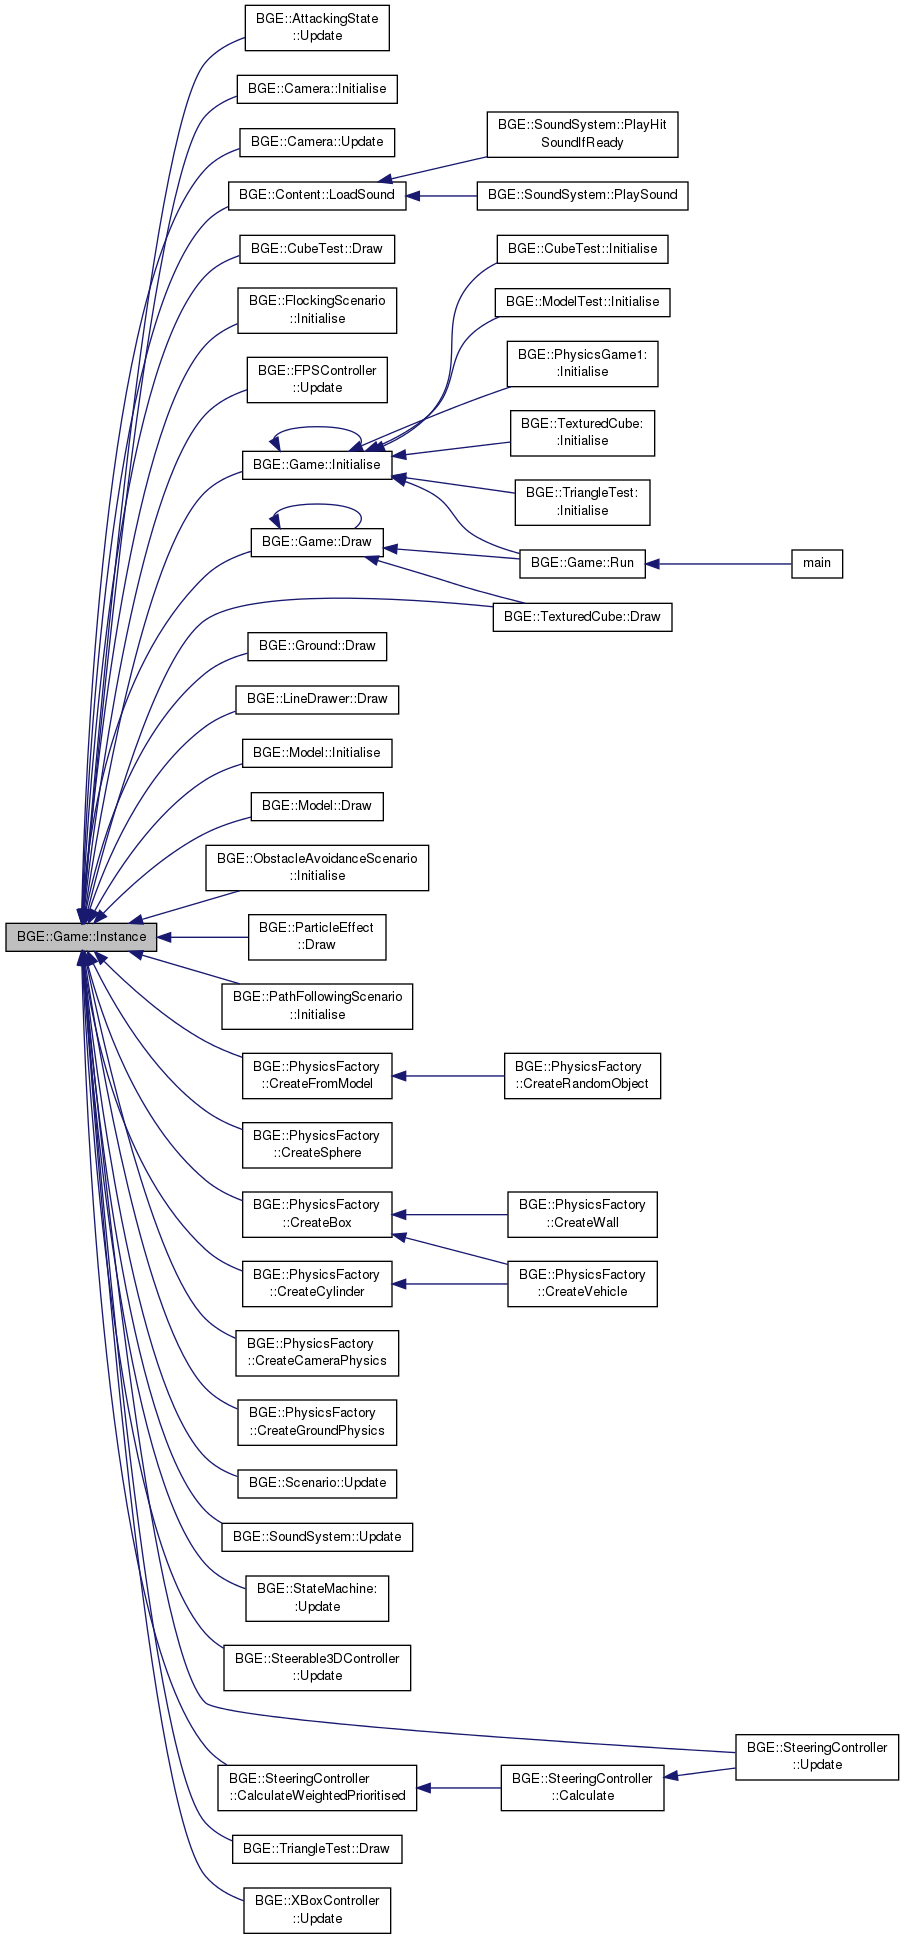 BGE::AttackingState
::Update
BGE::Camera::Initialise
BGE::SoundSystem::PlayHit
SoundIfReady
BGE::Camera::Update
BGE::Content::LoadSound
BGE::SoundSystem::PlaySound
BGE::CubeTest::Draw
BGE::CubeTest::Initialise
BGE::FlockingScenario
::Initialise
BGE::ModelTest::Initialise
BGE::FPSController
::Update
BGE::PhysicsGame1:
:Initialise
BGE::TexturedCube:
:Initialise
BGE::Game::Initialise
BGE::TriangleTest:
:Initialise
BGE::Game::Draw
BGE::Game::Run
main
BGE::TexturedCube::Draw
BGE::Ground::Draw
BGE::LineDrawer::Draw
BGE::Model::Initialise
BGE::Model::Draw
BGE::ObstacleAvoidanceScenario
::Initialise
BGE::Game::Instance
BGE::ParticleEffect
::Draw
BGE::PathFollowingScenario
::Initialise
BGE::PhysicsFactory
::CreateFromModel
BGE::PhysicsFactory
::CreateRandomObject
BGE::PhysicsFactory
::CreateSphere
BGE::PhysicsFactory
::CreateBox
BGE::PhysicsFactory
::CreateWall
BGE::PhysicsFactory
::CreateCylinder
BGE::PhysicsFactory
::CreateVehicle
BGE::PhysicsFactory
::CreateCameraPhysics
BGE::PhysicsFactory
::CreateGroundPhysics
BGE::Scenario::Update
BGE::SoundSystem::Update
BGE::StateMachine:
:Update
BGE::Steerable3DController
::Update
BGE::SteeringController
::Update
BGE::SteeringController
::CalculateWeightedPrioritised
BGE::SteeringController
::Calculate
BGE::TriangleTest::Draw
BGE::XBoxController
::Update